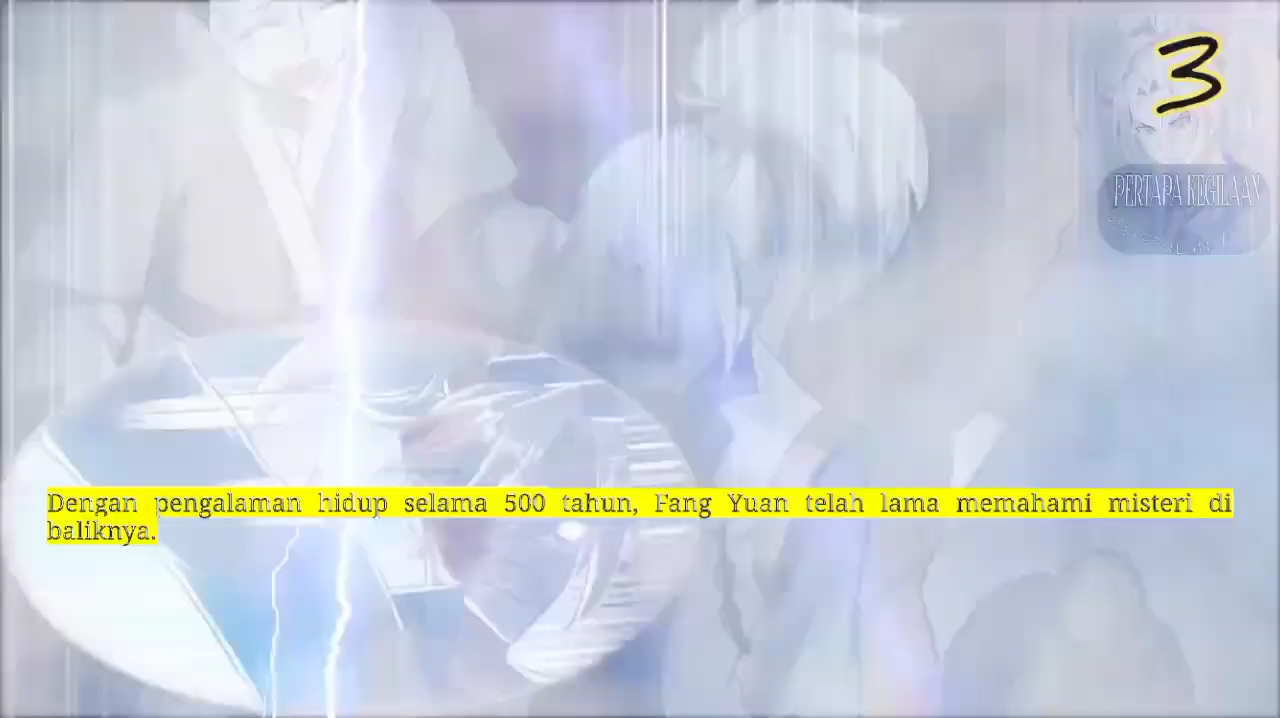 3
PERTAPA KEGILAAN
Dengan pengalaman hidup selama 500 tahun, Fang Yuan telah lama memahami misteri di
baliknya.